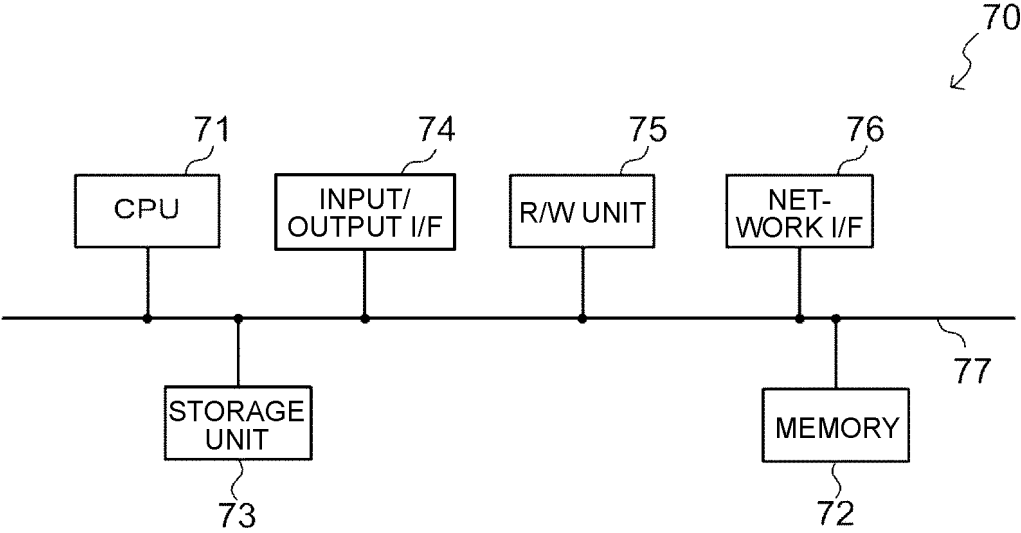 70
71
74
75
76
CPU
INPUT/
OUTPUT I/F
R/W UNIT
NET-
WORK I/F
77
STORAGE
UNIT
MEMORY
73
72